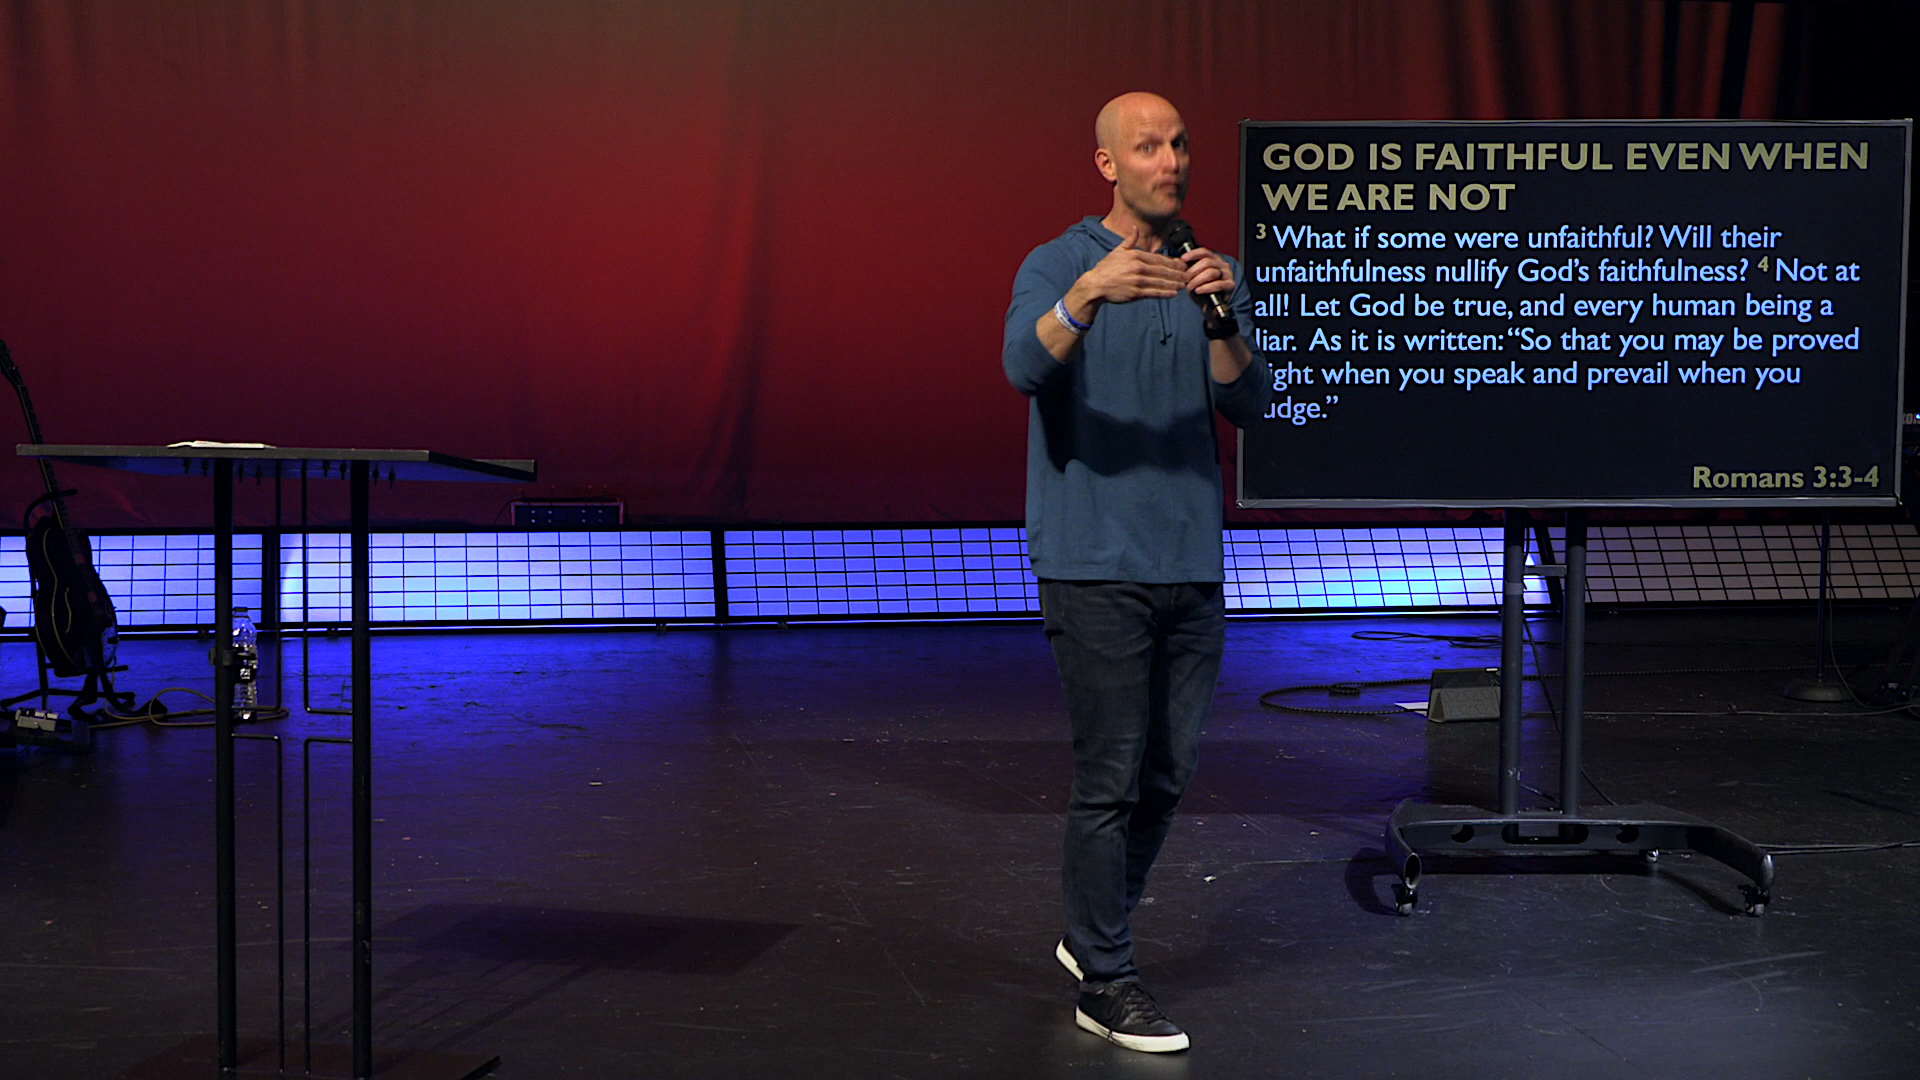 GOD IS FAITHFUL EVEN WHEN
WE ARE NOT
3 What if some were unfaithful? Will their
unfaithfulness nullify God's faithfulness? 4 Not at
all! Let God be true, and every human being a
liar. As it is written: “So that you may be proved
ight when you speak and prevail when you
udge.”
Romans 3:3-4